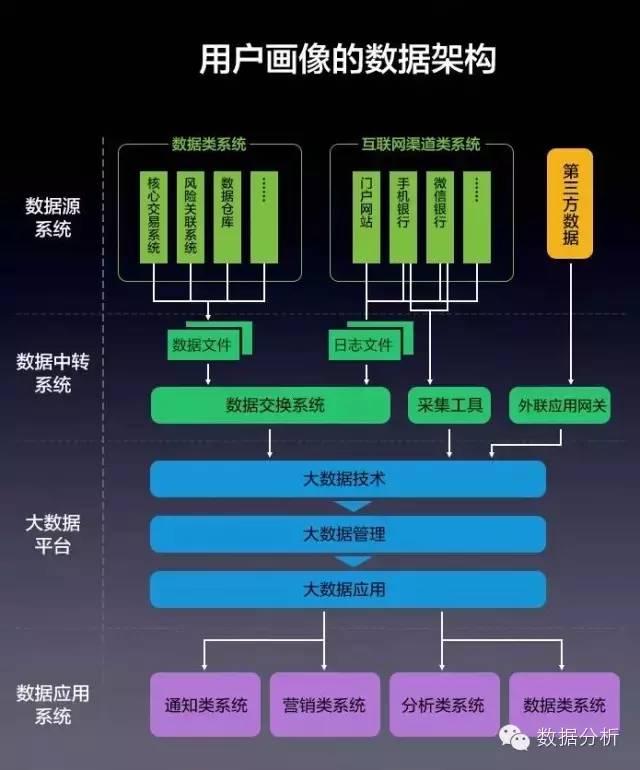 用户画像的数据架构
数据类系统
互联网渠道类系统
数据源
系统
核心交易系统
风险关联系统
数据仓库
……
门户网站
手机银行
微信银行
……
第三方数据
数据中转
系统
数据文件
日志文件
数据交换系统
采集工具
外联应用网关
大数据
平台
大数据技术
大数据管理
大数据应用
数据应用
系统
通知类系统
营销类系统
分析类系统
数据类系统
数据分析